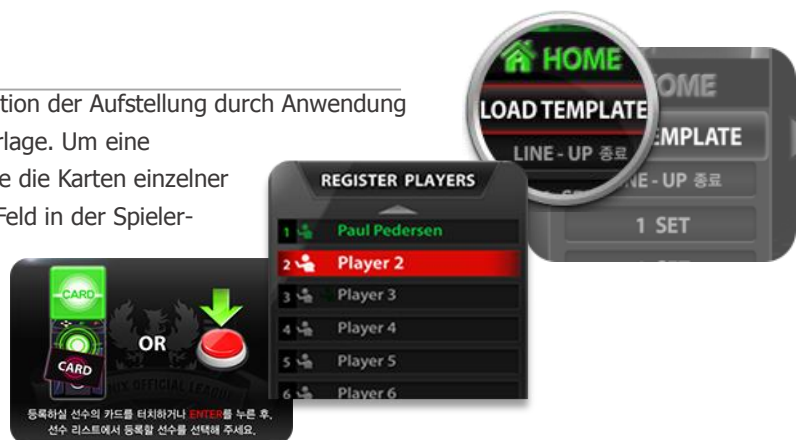 tion der Aufstellung durch Anwendung
rlage. Um eine
e die Karten einzelner
Feld in der Spieler-
HOME
LOAD TEMPLATE
LINE - UP 종료
OME
EMPLATE
NE - UP 종료
1 SET
REGISTER PLAYERS
1 Paul Pedersen
2 Player 2
3 Player 3
4 Player 4
5 Player 5
6 Player 6
CARD
CARD
OR
OFFICIAL LEAGUE
등록하실 선수의 카드를 터치하거나 ENTER를 누른 후,
선수 리스트에서 등록할 선수를 선택해 주세요.